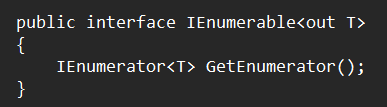 public interface IEnumerable<out T>
{
    IEnumerator<T> GetEnumerator();
}